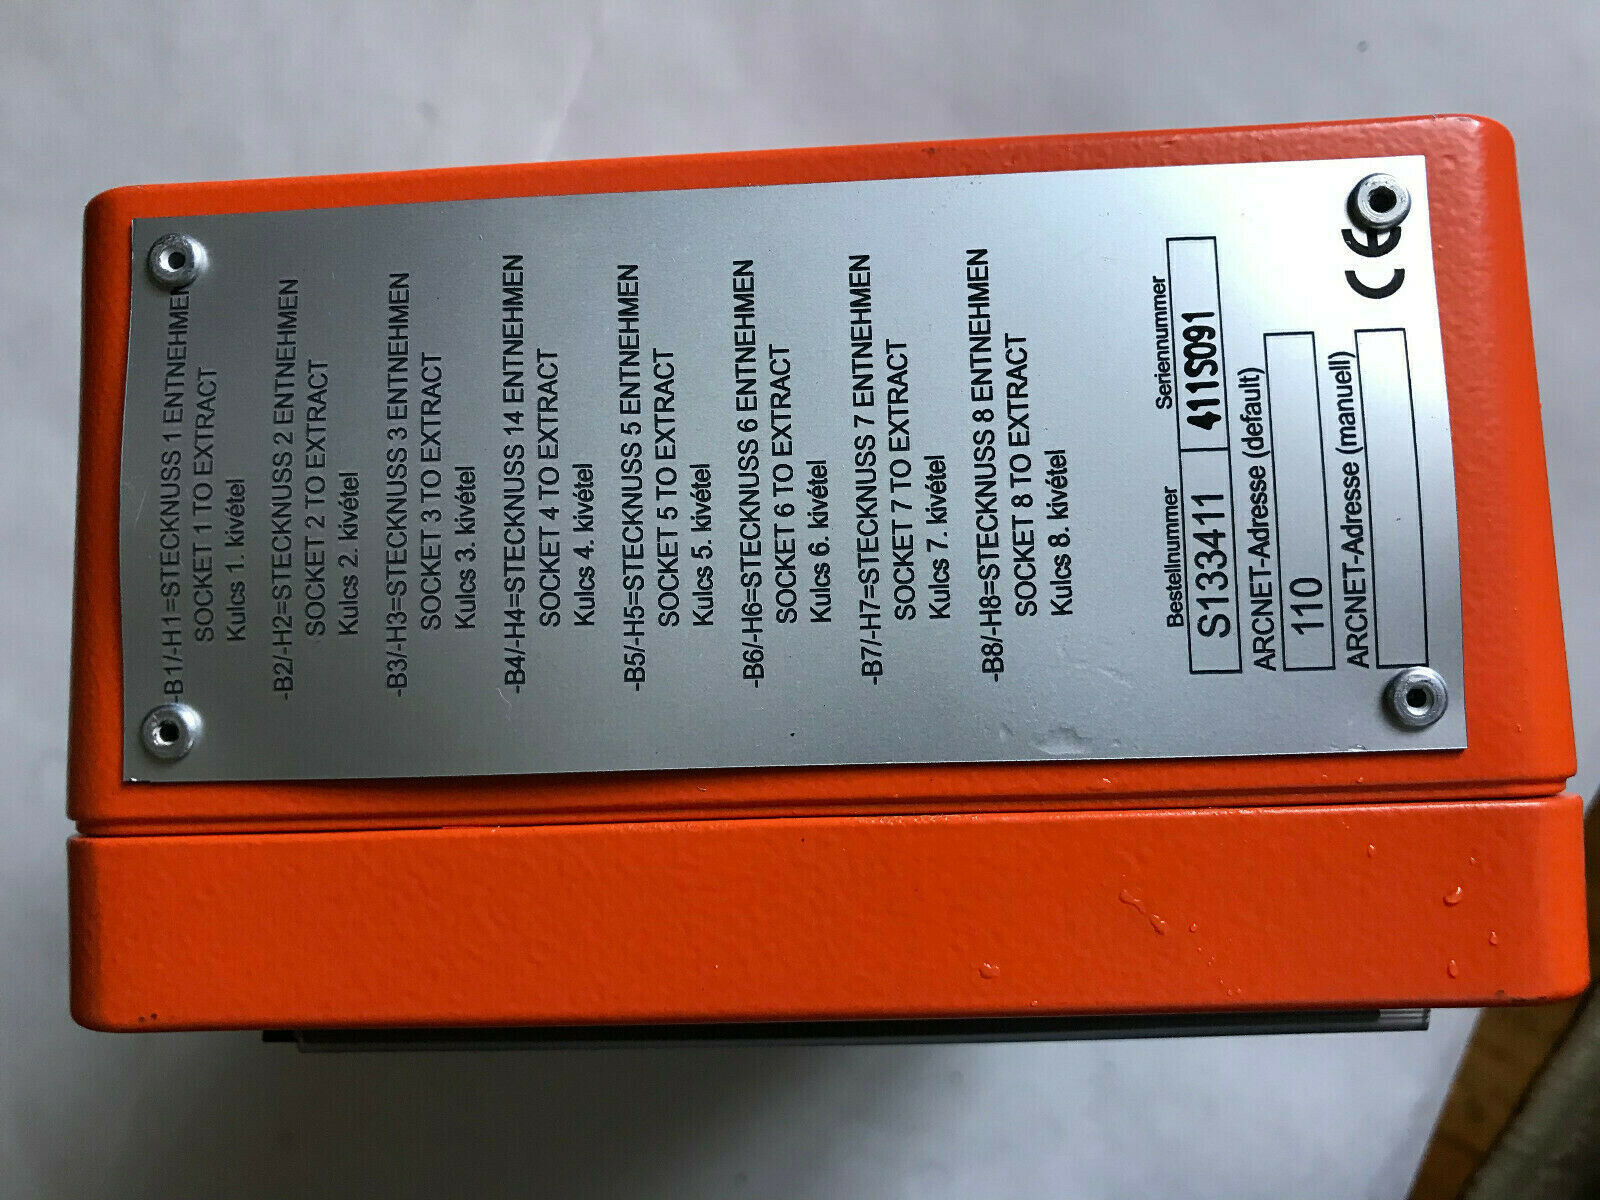 -B1/-H1=STECKNUSS 1 ENTNEHMEN
SOCKET 1 TO EXTRACT
Kulcs 1. kivétel
-B2/-H2=STECKNUSS 2 ENTNEHMEN
SOCKET 2 TO EXTRACT
Kulcs 2. kivétel
-B3/-H3=STECKNUSS 3 ENTNEHMEN
SOCKET 3 TO EXTRACT
Kulcs 3. kivétel
-B4/-H4=STECKNUSS 14 ENTNEHMEN
SOCKET 4 TO EXTRACT
Kulcs 4. kivétel
-B5/-H5=STECKNUSS 5 ENTNEHMEN
SOCKET 5 TO EXTRACT
Kulcs 5. kivétel
-B6/-H6=STECKNUSS 6 ENTNEHMEN
SOCKET 6 TO EXTRACT
Kulcs 6. kivétel
-B7/-H7=STECKNUSS 7 ENTNEHMEN
SOCKET 7 TO EXTRACT
Kulcs 7. kivétel
-B8/-H8=STECKNUSS 8 ENTNEHMEN
SOCKET 8 TO EXTRACT
Kulcs 8. kivétel
Bestellnummer Seriennummer
S133411 411S091
ARCNET-Adresse (default)
110
ARCNET-Adresse (manuell)
CE